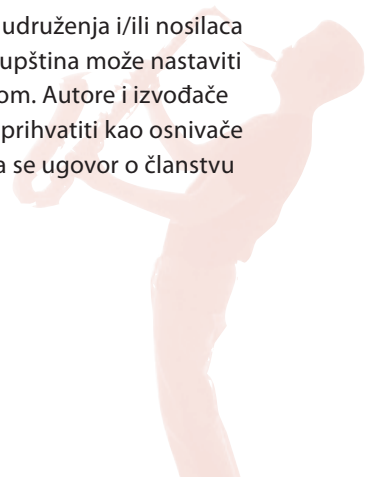 udruženja i/ili nosilaca
upština može nastaviti
om. Autore i izvođače
prihvatiti kao osnivače
a se ugovor o članstvu